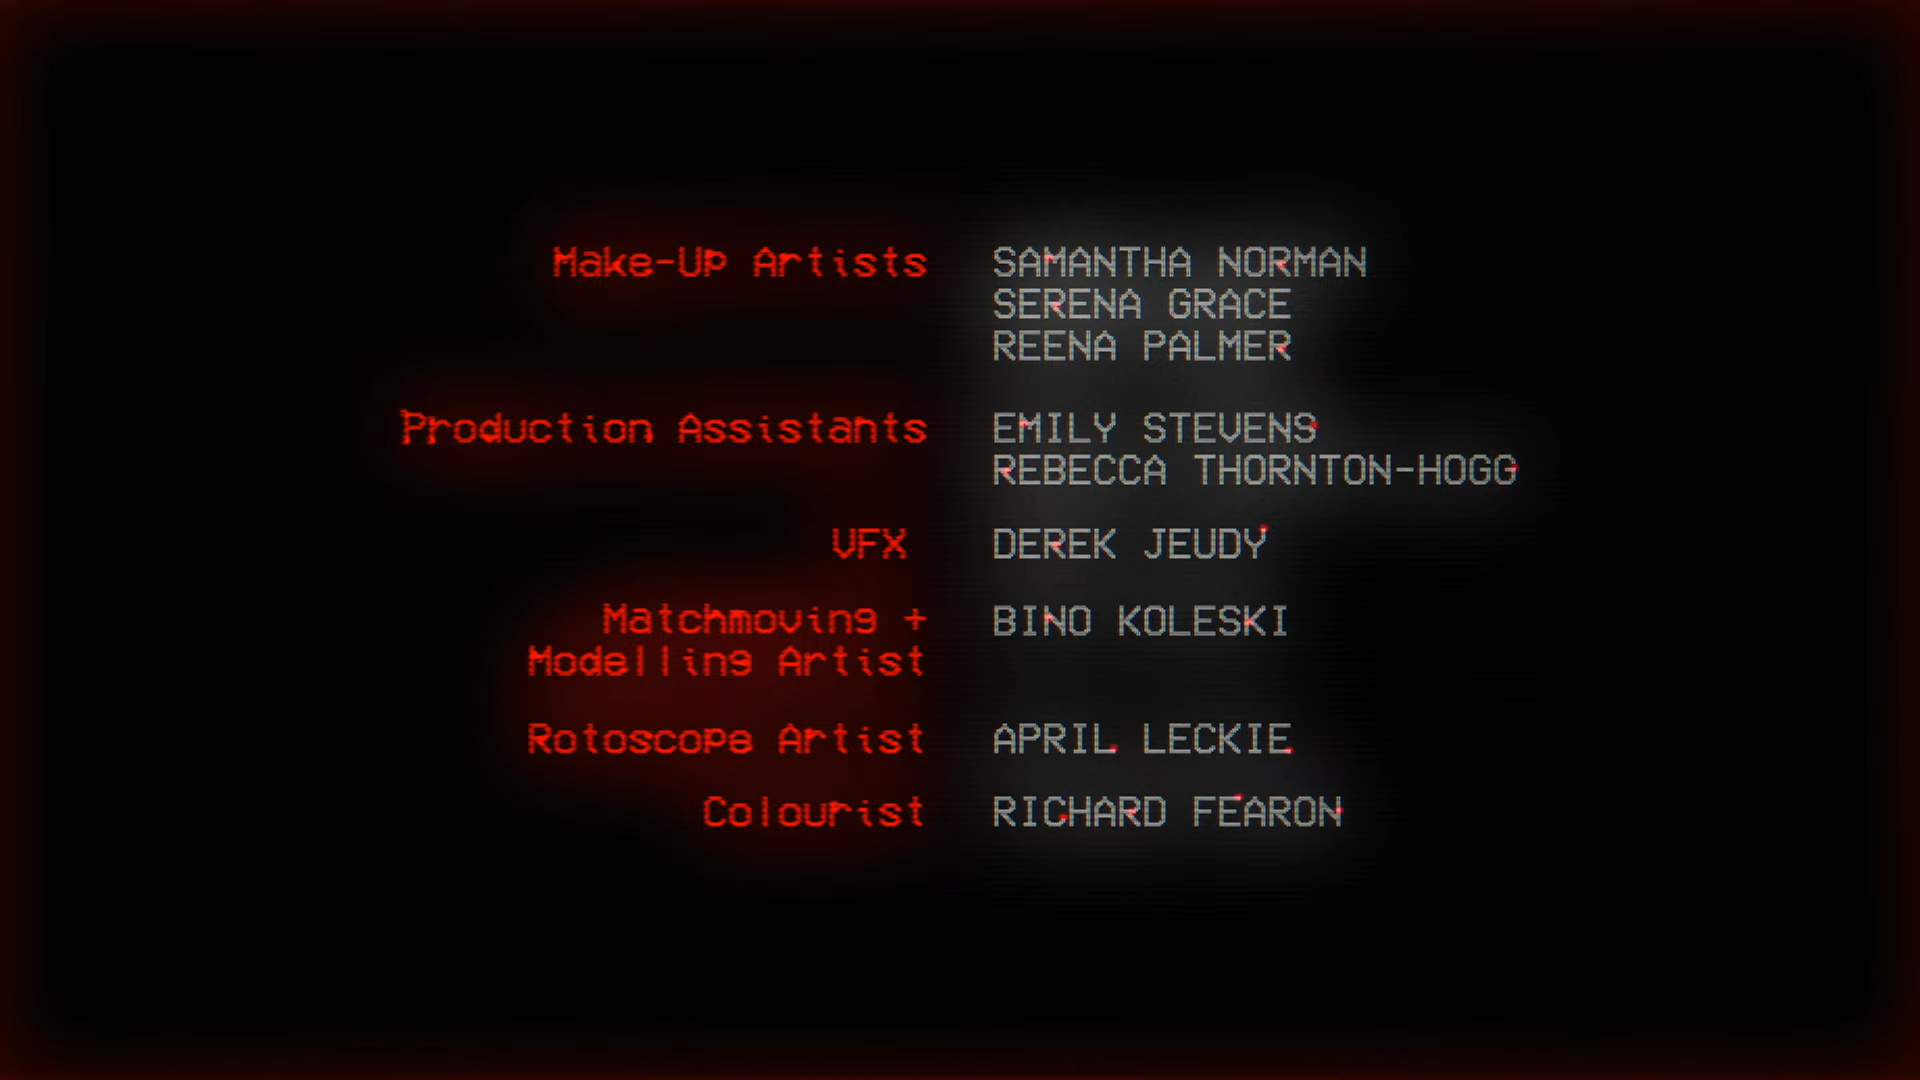 Make-Up Artists SAMANTHA NORMAN
SERENA GRACE
REENA PALMER
Production Assistants EMILY STEVENS
REBECCA THORNTON-HOGG
VFX DEREK JEUDY
Matchmoving + BINO KOLESKI
Modelling Artist
Rotoscope Artist APRIL LECKIE
Colourist RICHARD FEARON